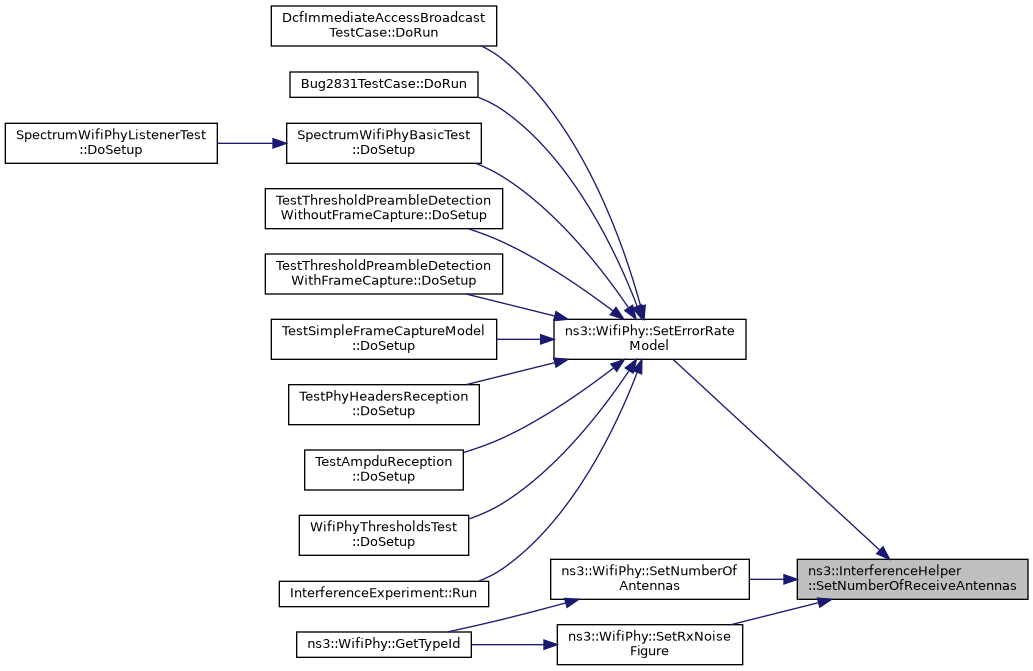 DcfImmediateAccessBroadcast
TestCase::DoRun
Bug2831TestCase::DoRun
SpectrumWifiPhyListenerTest
::DoSetup
SpectrumWifiPhyBasicTest
::DoSetup
TestThresholdPreambleDetection
WithoutFrameCapture::DoSetup
TestThresholdPreambleDetection
WithFrameCapture::DoSetup
TestSimpleFrameCaptureModel
::DoSetup
ns3::WifiPhy::SetErrorRate
Model
TestPhyHeadersReception
::DoSetup
TestAmpduReception
::DoSetup
WifiPhyThresholdsTest
::DoSetup
InterferenceExperiment::Run
ns3::WifiPhy::SetNumberOf
Antennas
ns3::InterferenceHelper
::SetNumberOfReceiveAntennas
ns3::WifiPhy::GetTypeId
ns3::WifiPhy::SetRxNoise
Figure